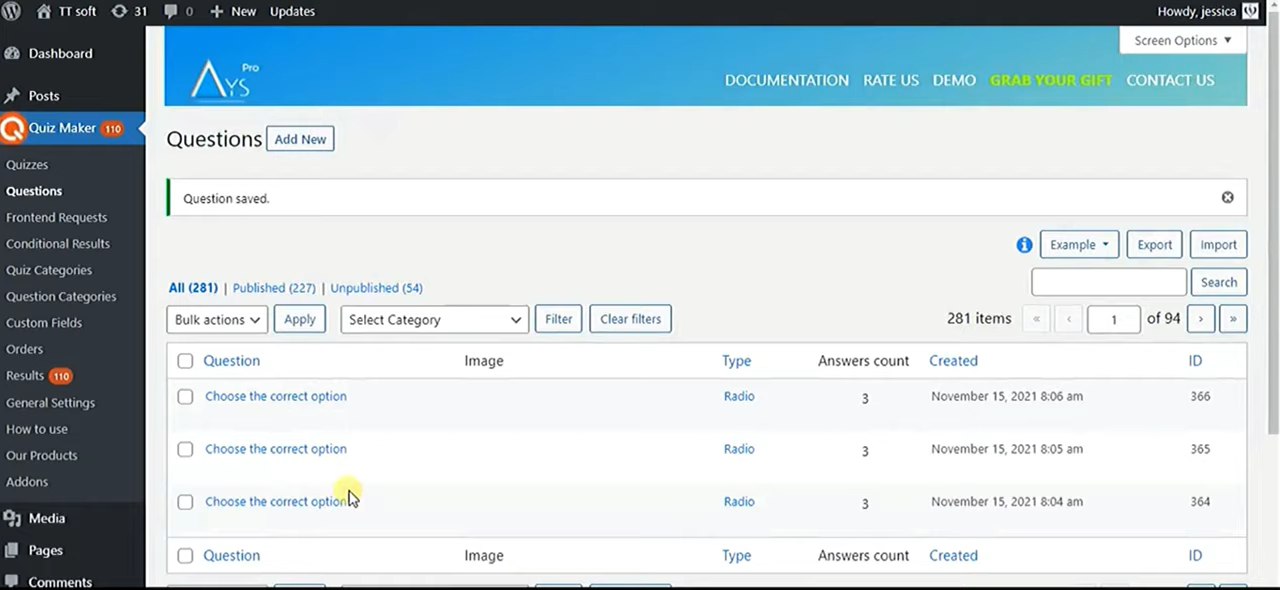 TT soft 31 0 New Updates Howdy, jessica
Screen Options
AYS Pro
DOCUMENTATION RATE US DEMO GRAB YOUR GIFT CONTACT US
Dashboard
Posts
Quiz Maker 110
Quizzes
Questions
Frontend Requests
Conditional Results
Quiz Categories
Question Categories
Custom Fields
Orders
Results 110
General Settings
How to use
Our Products
Addons
Media
Pages
Comments
Questions Add New
Question saved.
Example Export Import
All (281) | Published (227) | Unpublished (54)
Search
Bulk actions Apply Select Category Filter Clear filters 281 items « ‹ 1 of 94 › »
Question Image Type Answers count Created ID
Choose the correct option Radio 3 November 15, 2021 8:06 am 366
Choose the correct option Radio 3 November 15, 2021 8:05 am 365
Choose the correct option Radio 3 November 15, 2021 8:04 am 364
Question Image Type Answers count Created ID